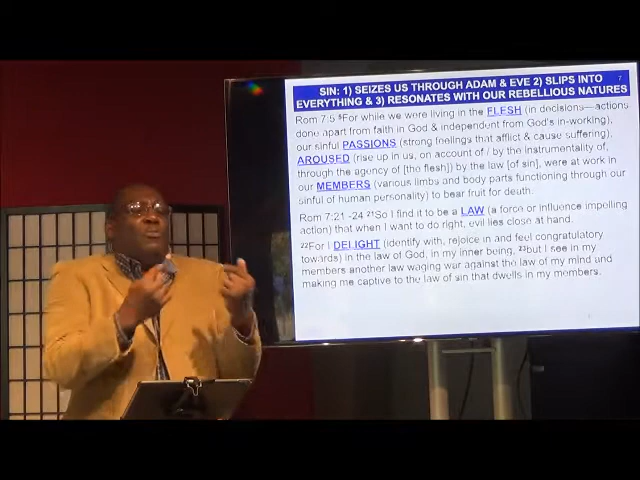 SIN: 1) SEIZES US THROUGH ADAM & EVE 2) SLIPS INTO
7
EVERYTHING & 3) RESONATES WITH OUR REBELLIOUS NATURES
Rom 7:5 ⁵For while we were living in the FLESH (in decisions—actions
done apart from faith in God & independent from God's in-working),
our sinful PASSIONS (strong feelings that afflict & cause suffering),
AROUSED (rise up in us, on account of / by the instrumentality of,
through the agency of [the flesh]) by the law [of sin], were at work in
our MEMBERS (various limbs and body parts functioning through our
sinful of human personality) to bear fruit for death.
Rom 7:21 -24 ²¹So I find it to be a LAW (a force or influence impelling
action) that when I want to do right, evil lies close at hand.
²²For I DELIGHT (identify with, rejoice in and feel congratulatory
towards) in the law of God, in my inner being, ²³but I see in my
members another law waging war against the law of my mind and
making me captive to the law of sin that dwells in my members.